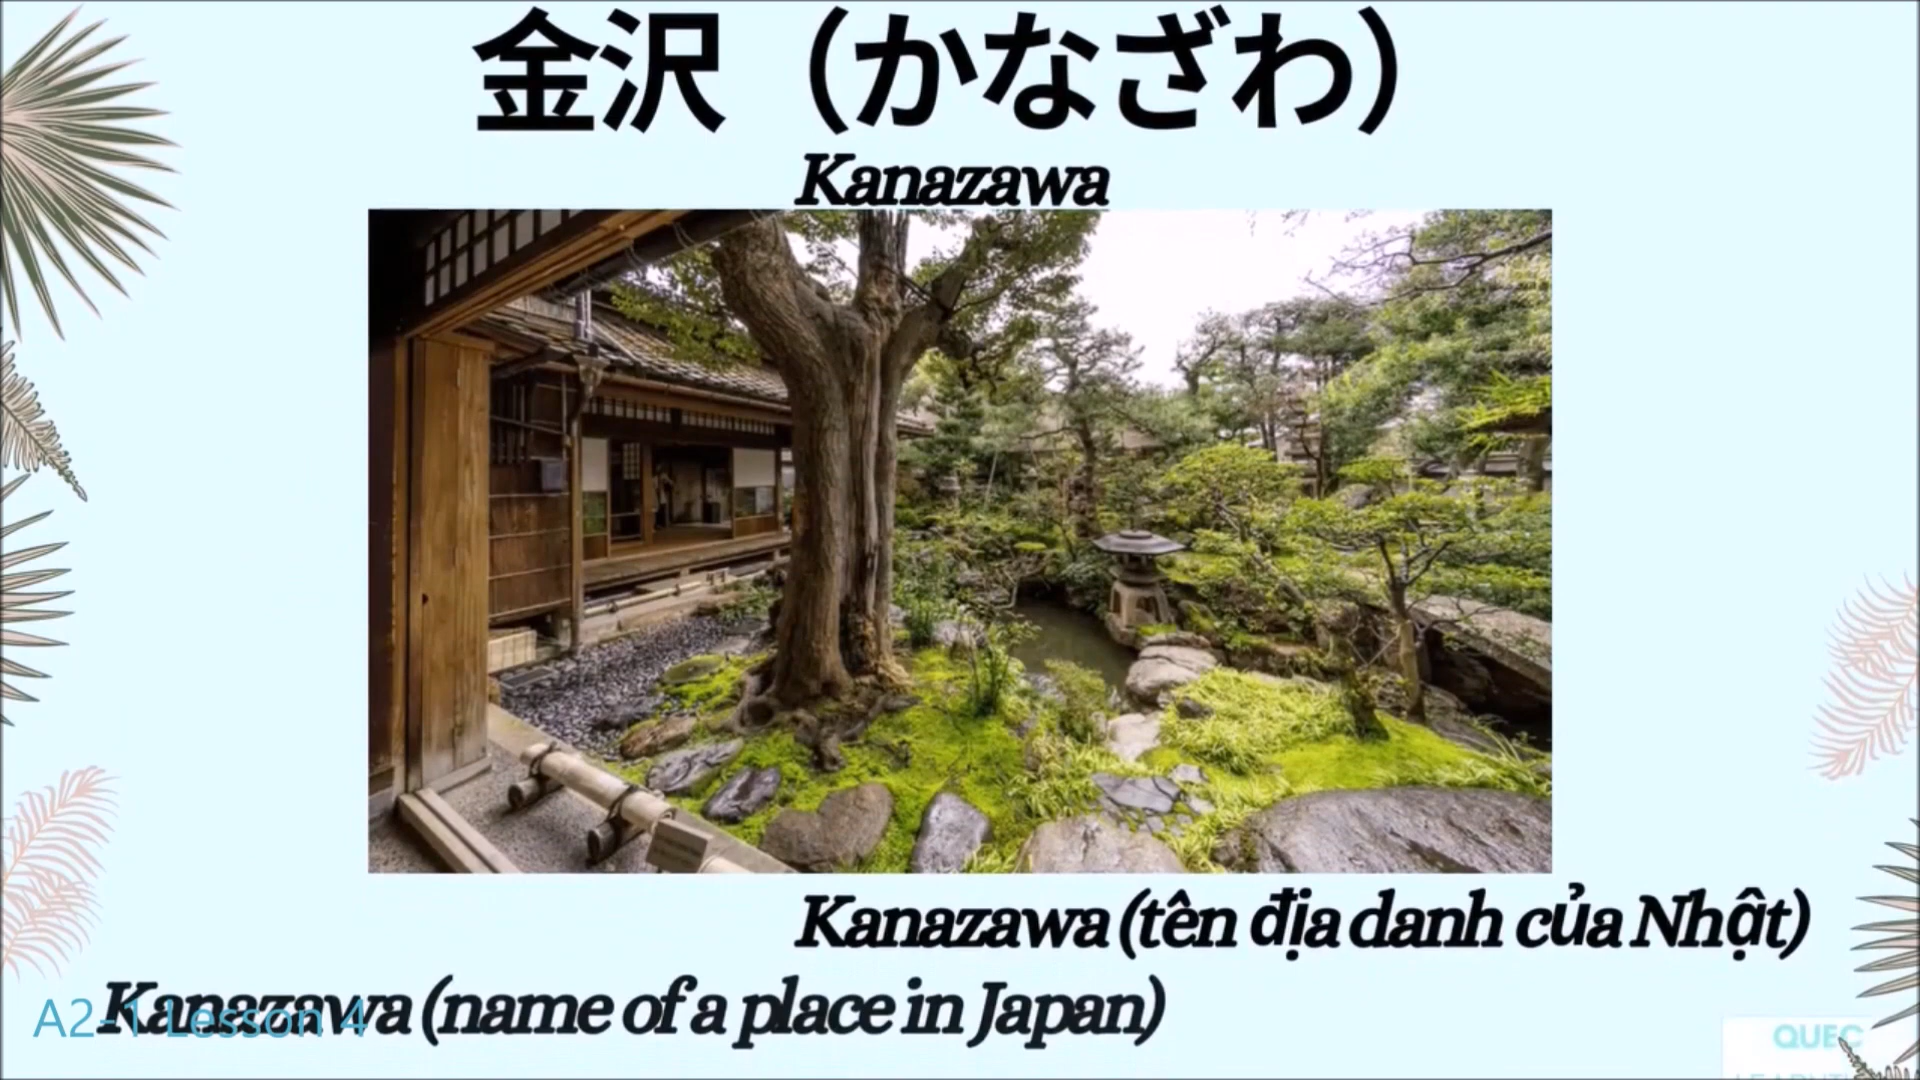 金沢（かなざわ）
Kanazawa
Kanazawa (tên địa danh của Nhật)
Kanazawa (name of a place in Japan)
A2-1 Lesson 4
QUEC